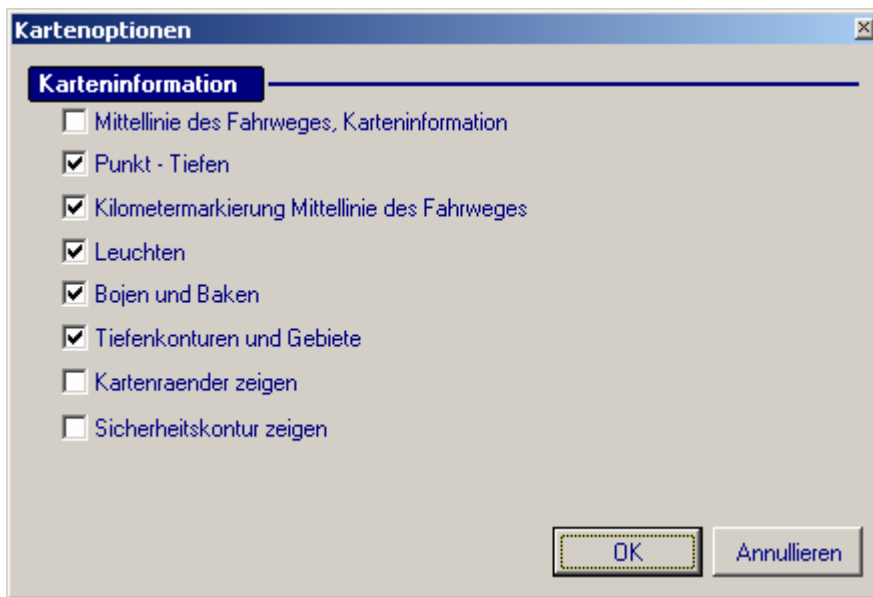 Kartenoptionen
Karteninformation
Mittellinie des Fahrweges, Karteninformation
Punkt - Tiefen
Kilometermarkierung Mittellinie des Fahrweges
Leuchten
Bojen und Baken
Tiefenkonturen und Gebiete
Kartenraender zeigen
Sicherheitskontur zeigen
OK Annullieren